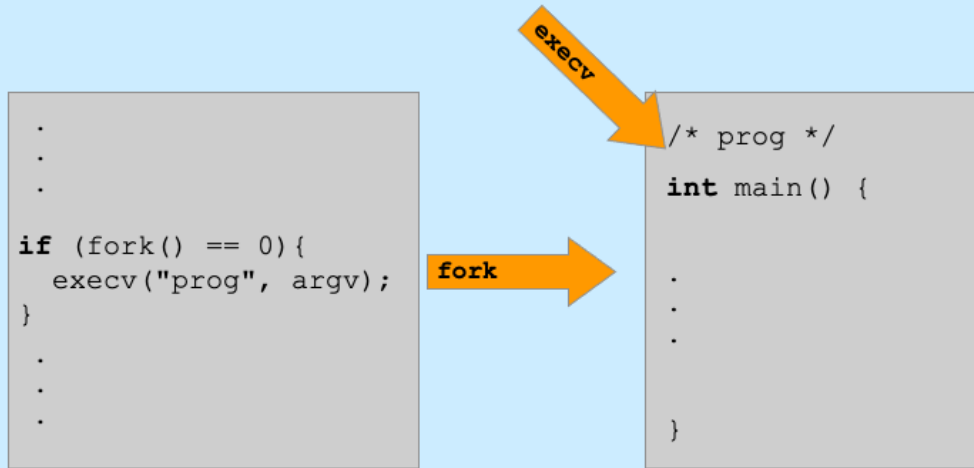 execv
.
.
.
if (fork() == 0){
  execv("prog", argv);
}
.
.
.
fork
/* prog */
int main() {
.
.
.
}